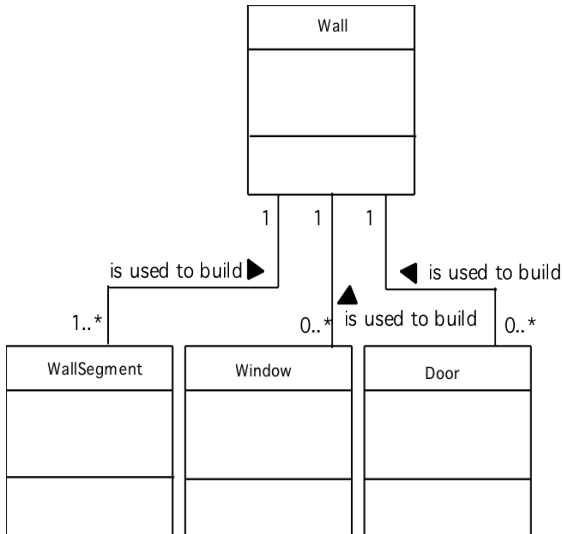 Wall
1
1
1
is used to build
is used to build
1..*
0..*
is used to build
0..*
WallSegment
Window
Door